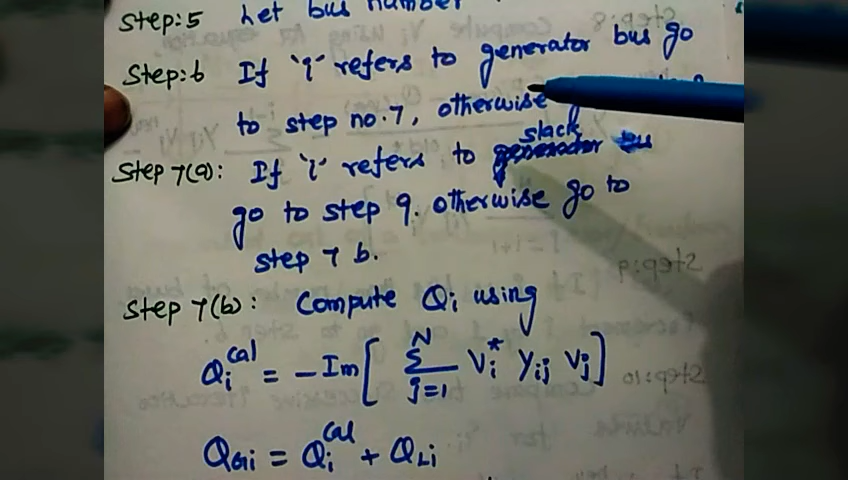 Step:5 Let bus number
Step:6 If 'i' refers to generator bus go
to step no.7, otherwise
Step 7(a): If 'i' refers to slack
go to step 9. otherwise go to
step 7 b.
Step 7(b): Compute Qi using
Qi^cal = -Im[ Σ_{j=1}^{N} Vi* Yij Vj ]
QGi = Qi^cal + QLi